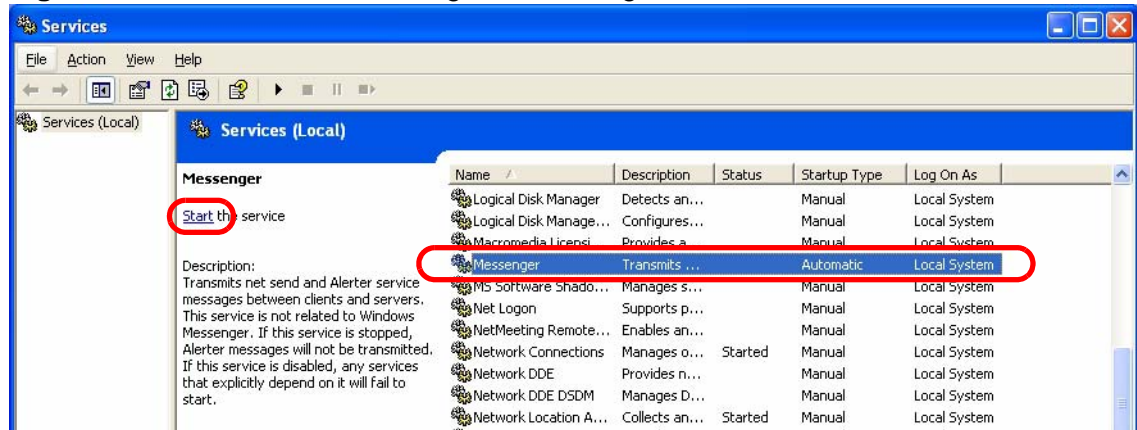 Services
File Action View Help
Services (Local)
Services (Local)
Messenger
Start the service
Description:
Transmits net send and Alerter service
messages between clients and servers.
This service is not related to Windows
Messenger. If this service is stopped,
Alerter messages will not be transmitted.
If this service is disabled, any services
that explicitly depend on it will fail to
start.
Name Description Status Startup Type Log On As
Logical Disk Manager Detects an... Manual Local System
Logical Disk Manage... Configures... Manual Local System
Macromedia Licensi... Provides a ... Manual Local System
Messenger Transmits ... Automatic Local System
MS Software Shado... Manages s... Manual Local System
Net Logon Supports p... Manual Local System
NetMeeting Remote... Enables an... Manual Local System
Network Connections Manages o... Started Manual Local System
Network DDE Provides n... Manual Local System
Network DDE DSDM Manages D... Manual Local System
Network Location A... Collects an... Started Manual Local System